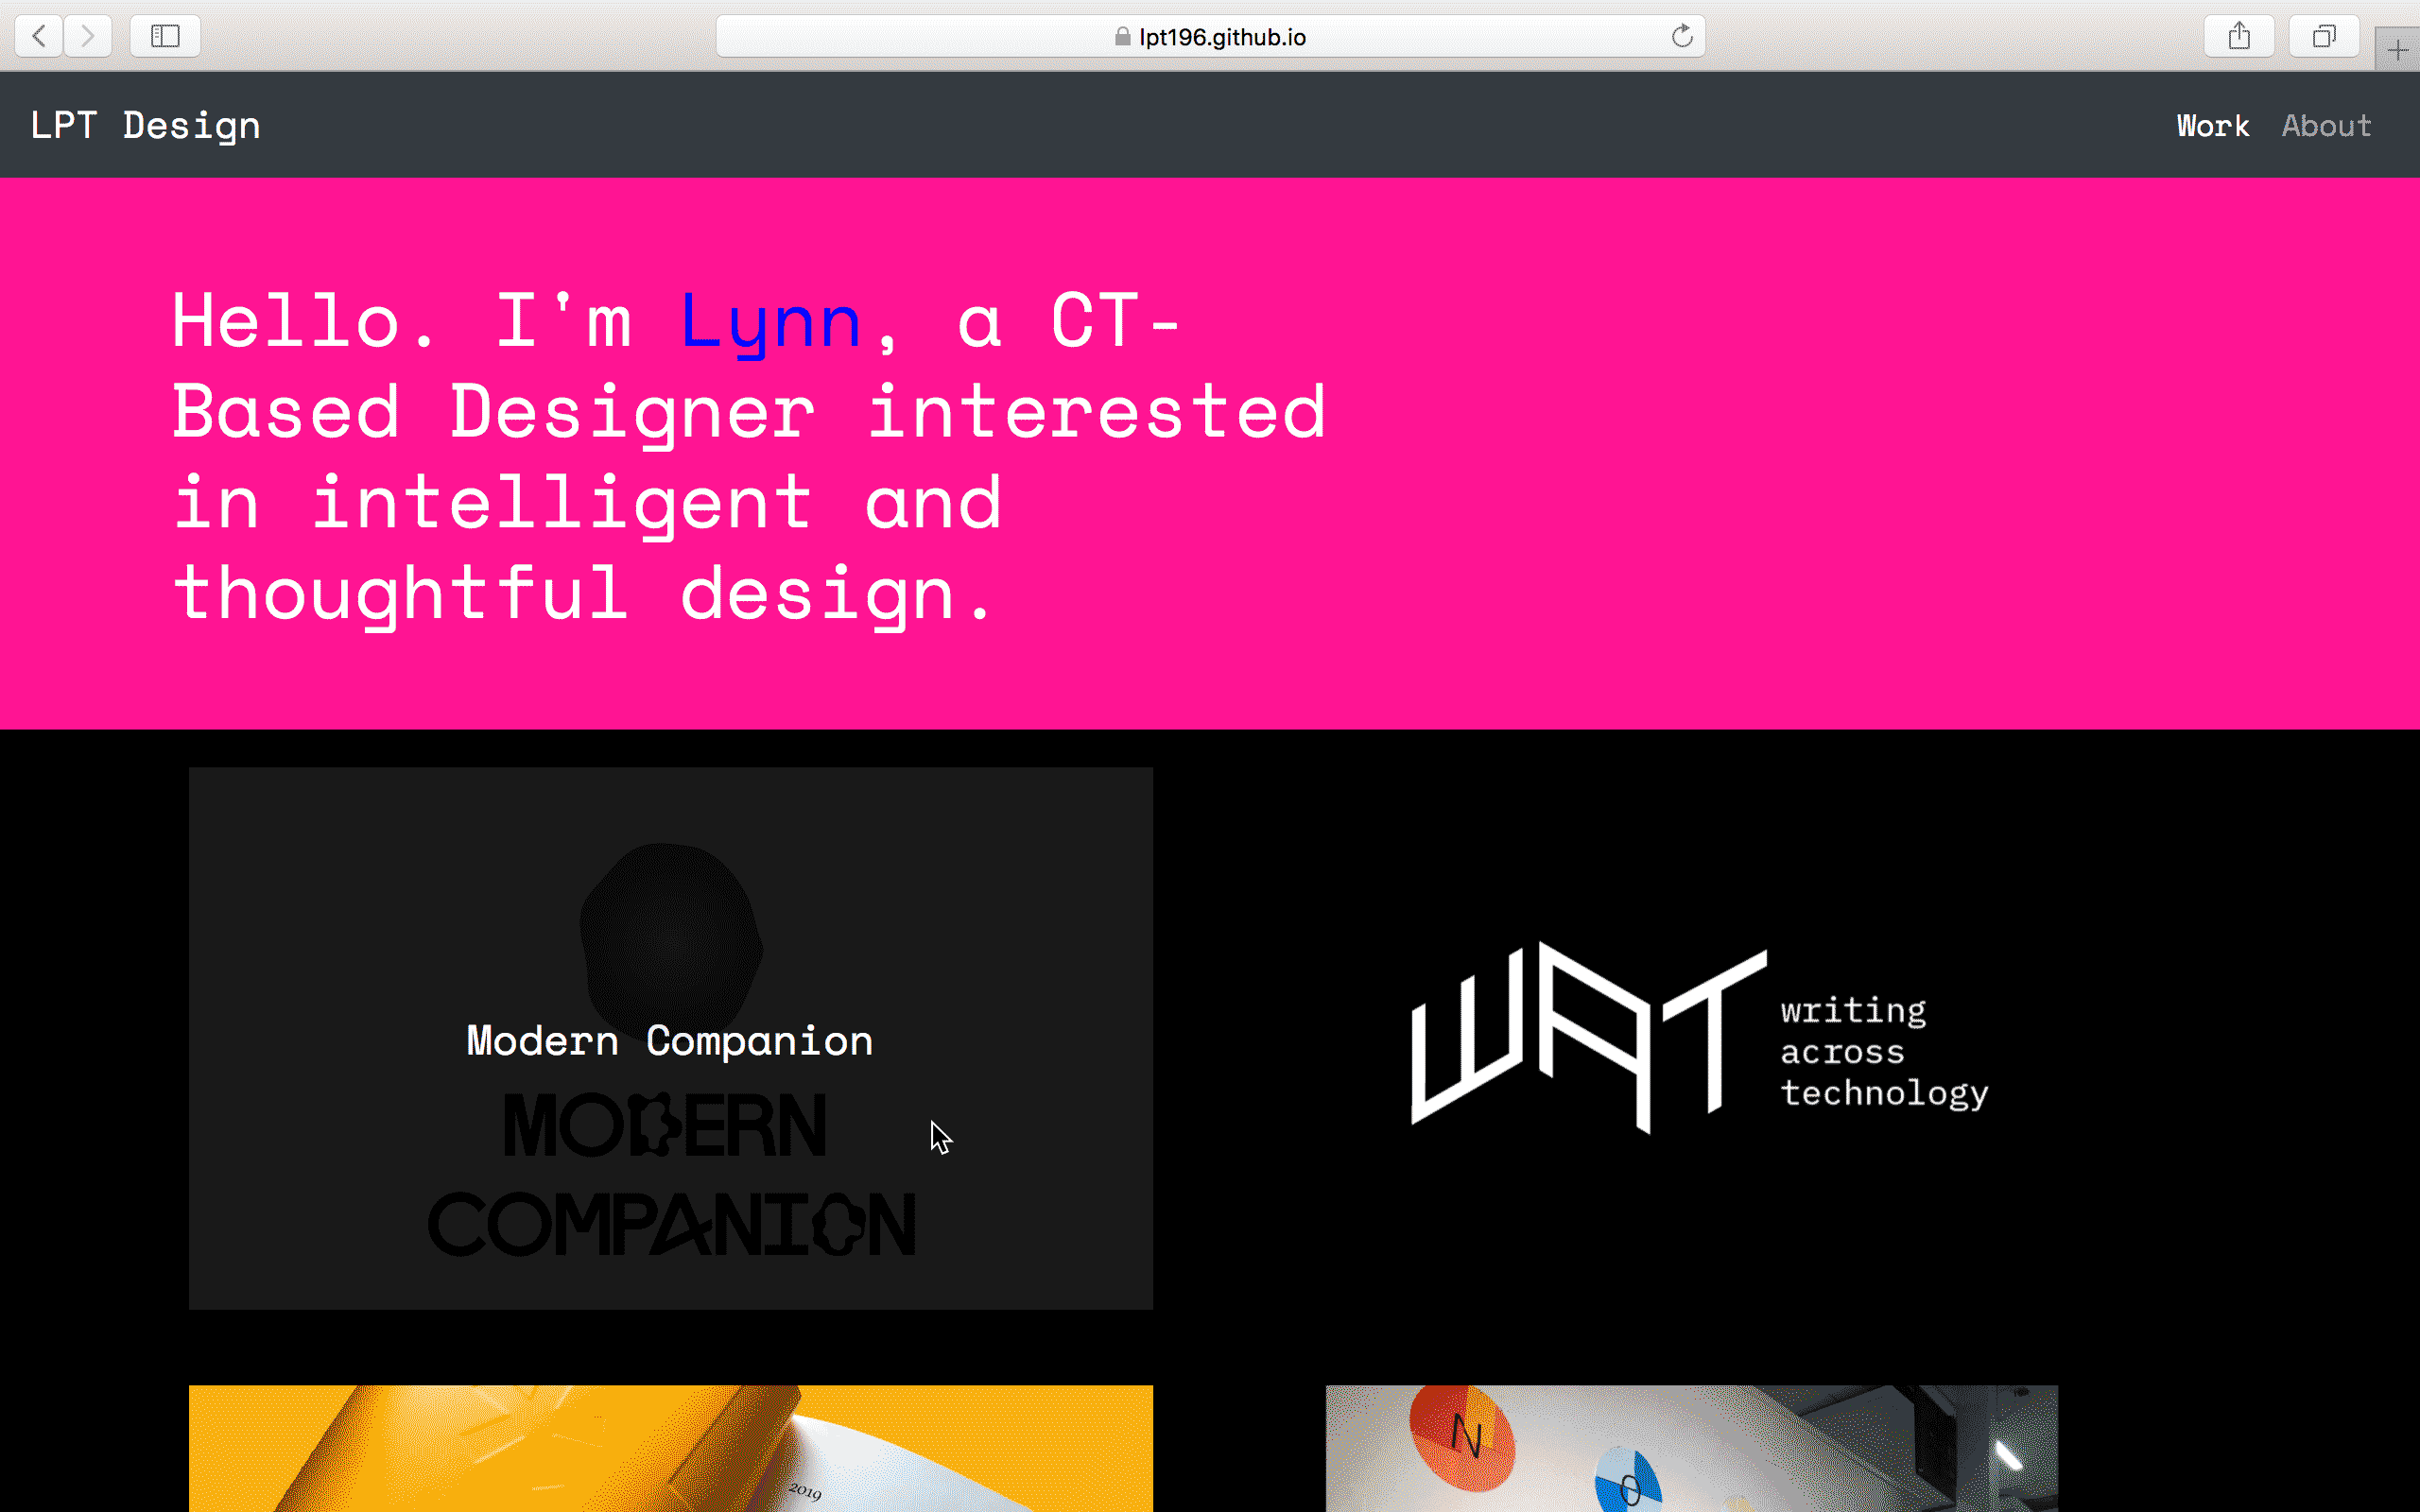 lpt196.github.io
LPT Design
Work About
Hello. I'm Lynn, a CT-
Based Designer interested
in intelligent and
thoughtful design.
Modern Companion
MODERN
COMPANION
WAT
writing
across
technology
2019
N
O